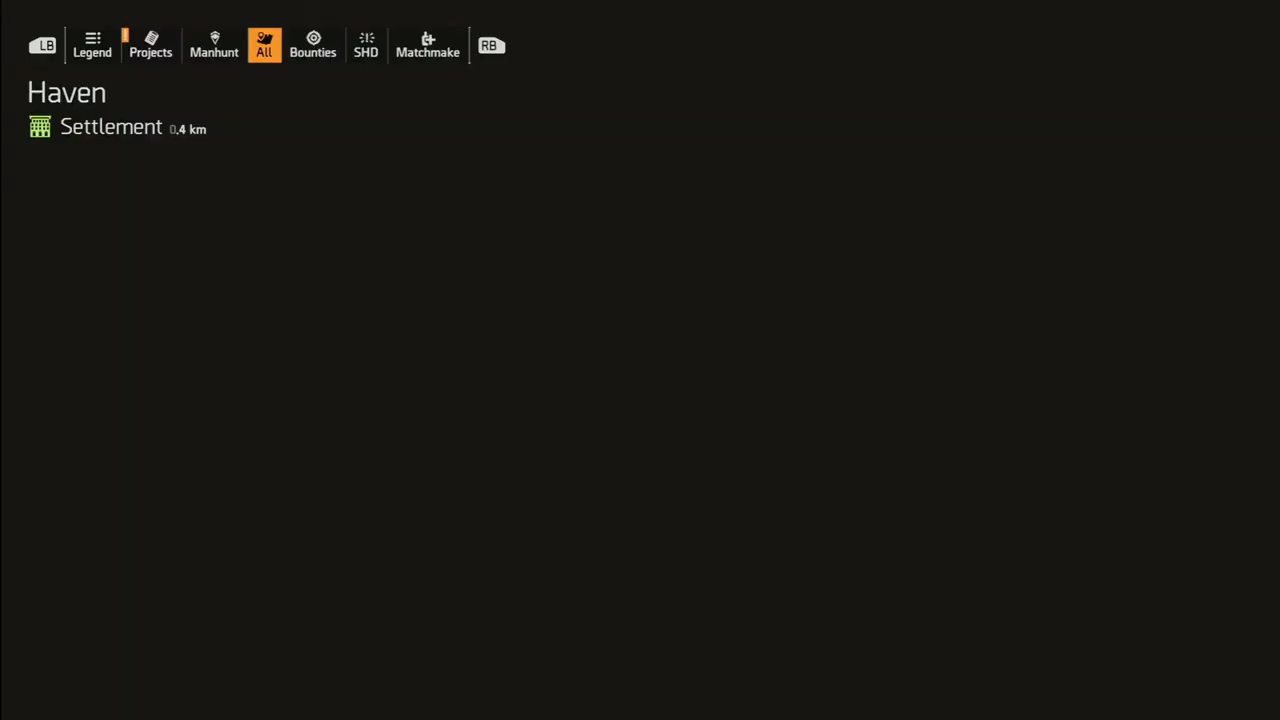 LB Legend Projects Manhunt All Bounties SHD Matchmake RB
Haven
Settlement 0.4 km